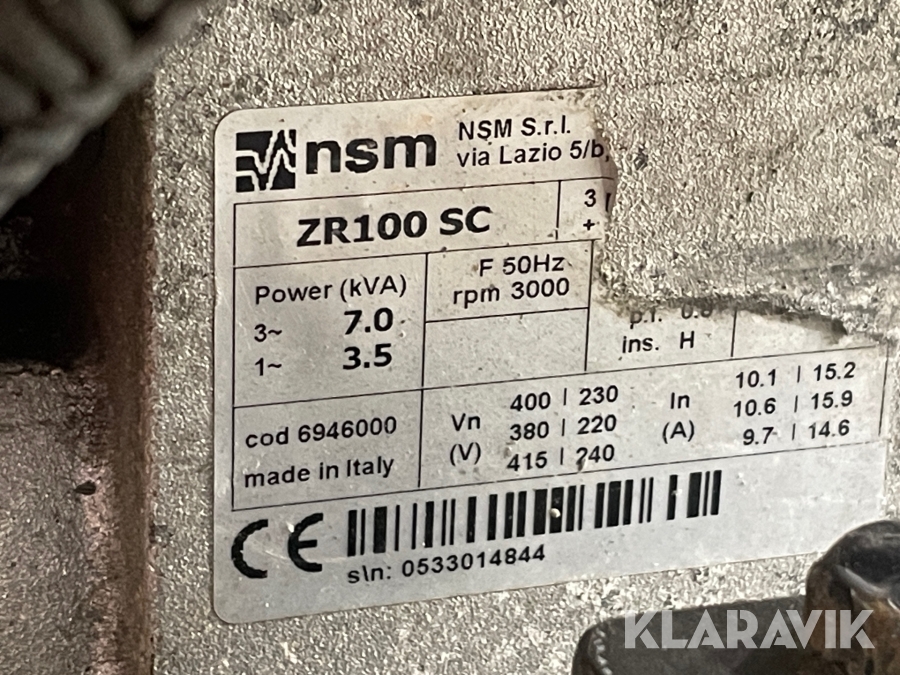 nsm
NSM S.r.l.
via Lazio 5/b,
ZR100 SC
3
+
Power (kVA)
3~ 7.0
1~ 3.5
F 50Hz
rpm 3000
ins. H
cod 6946000
made in Italy
Vn
(V)
400 | 230
380 | 220
415 | 240
In
(A)
10.1 | 15.2
10.6 | 15.9
9.7 | 14.6
CE
s\n: 0533014844
KLARAVIK